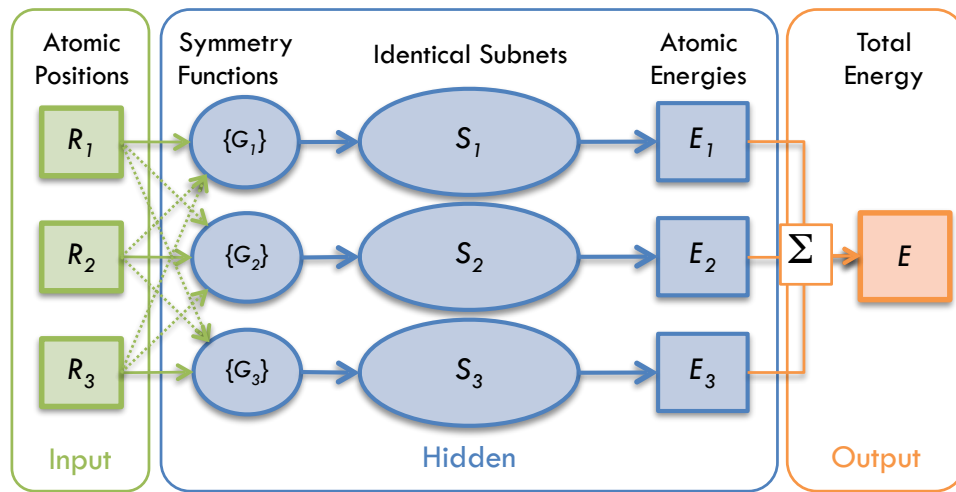 Atomic
Positions
Symmetry
Functions
Identical Subnets
Atomic
Energies
Total
Energy
R₁
{G₁}
S₁
E₁
R₂
{G₂}
S₂
E₂
Σ
E
R₃
{G₃}
S₃
E₃
Input
Hidden
Output